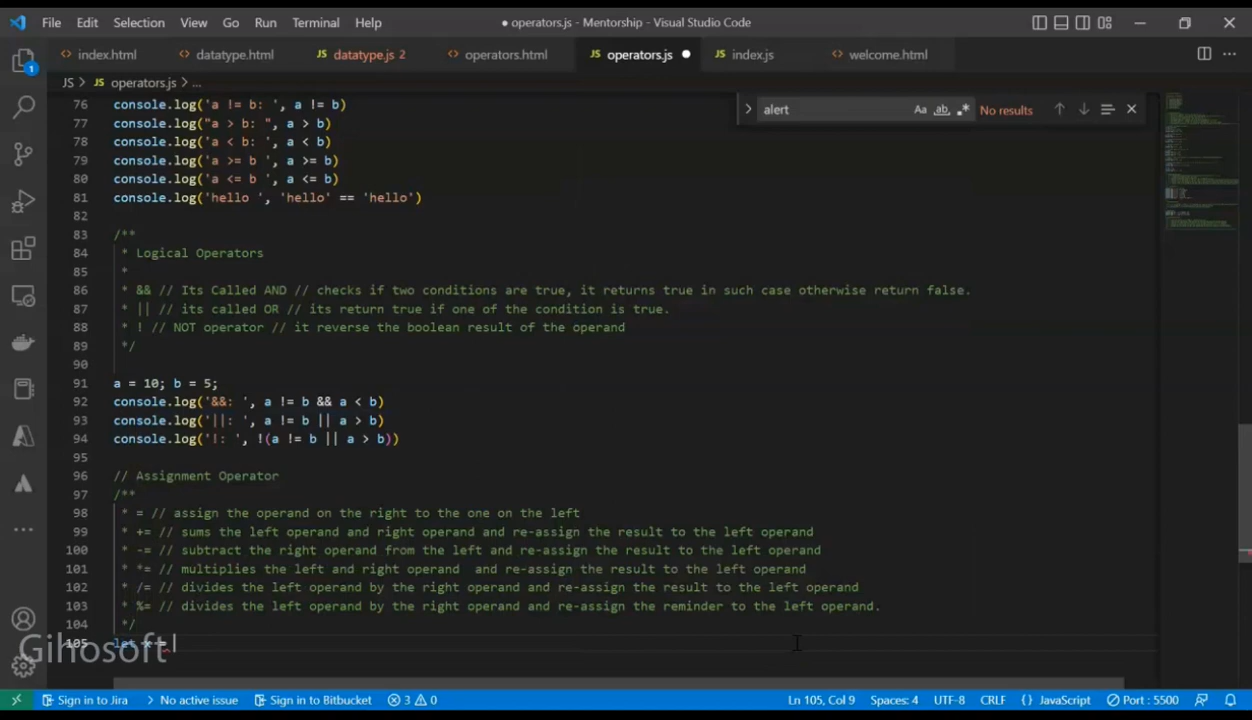 File Edit Selection View Go Run Terminal Help
● operators.js - Mentorship - Visual Studio Code
index.html datatype.html datatype.js 2 operators.html operators.js index.js welcome.html
JS > operators.js > ...
alert Aa ab .* No results
76 console.log('a != b: ', a != b)
77 console.log("a > b: ", a > b)
78 console.log('a < b: ', a < b)
79 console.log('a >= b ', a >= b)
80 console.log('a <= b ', a <= b)
81 console.log('hello ', 'hello' == 'hello')
82
83 /**
84 * Logical Operators
85 *
86 * && // Its Called AND // checks if two conditions are true, it returns true in such case otherwise return false.
87 * || // its called OR // its return true if one of the condition is true.
88 * ! // NOT operator // it reverse the boolean result of the operand
89 */
90
91 a = 10; b = 5;
92 console.log('&&: ', a != b && a < b)
93 console.log('||: ', a != b || a > b)
94 console.log('!: ', !(a != b || a > b))
95
96 // Assignment Operator
97 /**
98 * = // assign the operand on the right to the one on the left
99 * += // sums the left operand and right operand and re-assign the result to the left operand
100 * -= // subtract the right operand from the left and re-assign the result to the left operand
101 * *= // multiplies the left and right operand  and re-assign the result to the left operand
102 * /= // divides the left operand by the right operand and re-assign the result to the left operand
103 * %= // divides the left operand by the right operand and re-assign the reminder to the left operand.
104 */
105 let x =
Gihosoft
Sign in to Jira No active issue Sign in to Bitbucket 3 0 Ln 105, Col 9 Spaces: 4 UTF-8 CRLF {} JavaScript Port : 5500
1